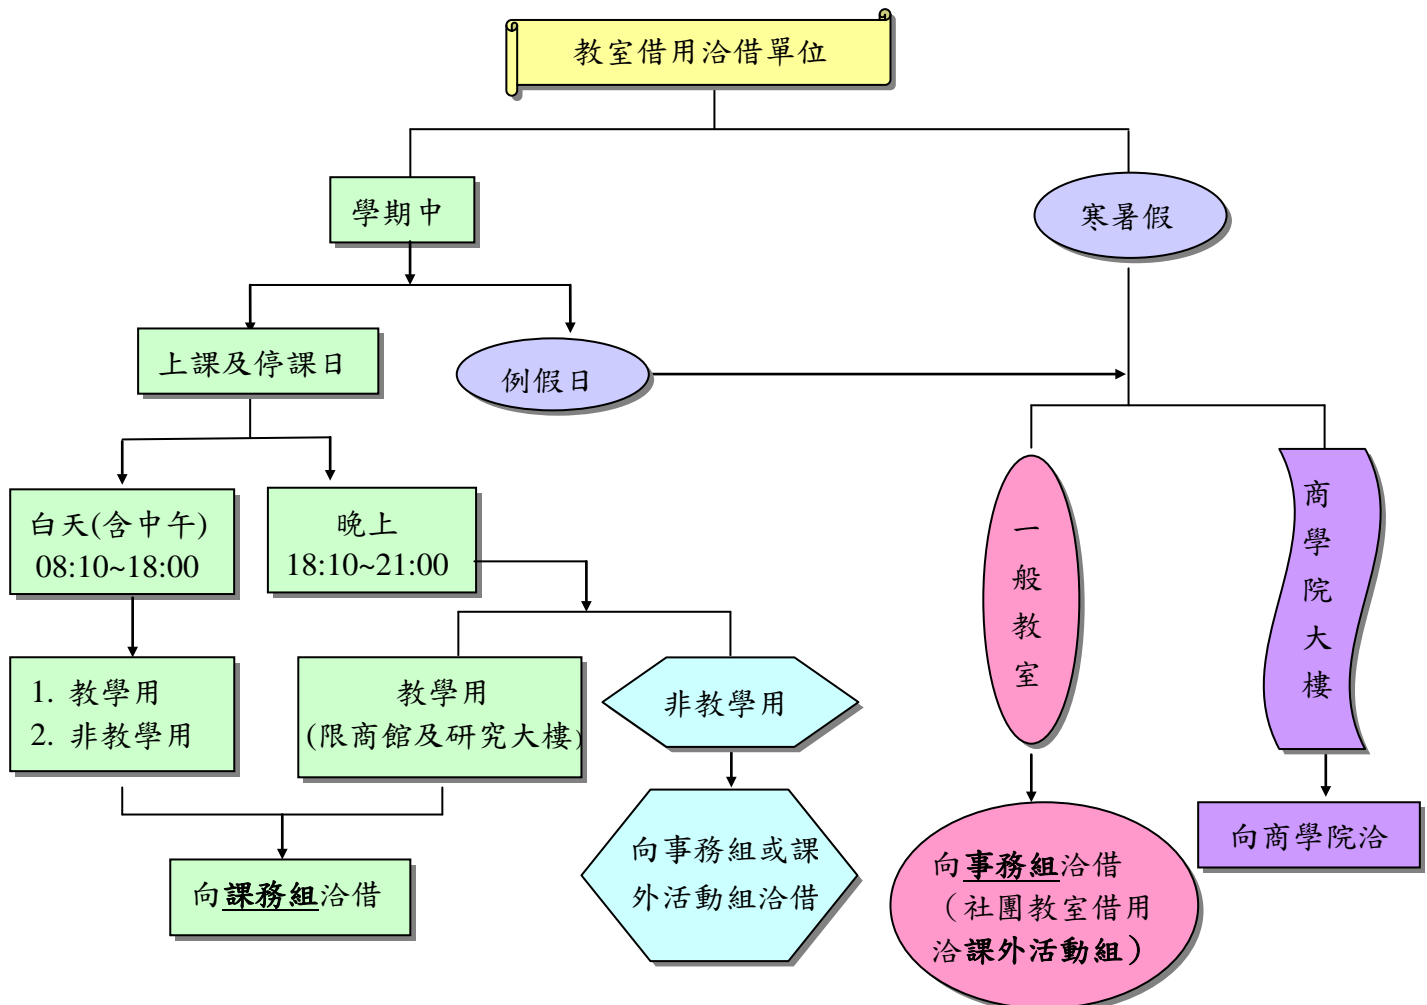 教室借用洽借單位
學期中
寒暑假
上課及停課日
例假日
白天(含中午)
08:10~18:00
晚上
18:10~21:00
一般教室
商學院大樓
1. 教學用
2. 非教學用
教學用
(限商館及研究大樓)
非教學用
向課務組洽借
向事務組或課
外活動組洽借
向事務組洽借
（社團教室借用
洽課外活動組）
向商學院洽